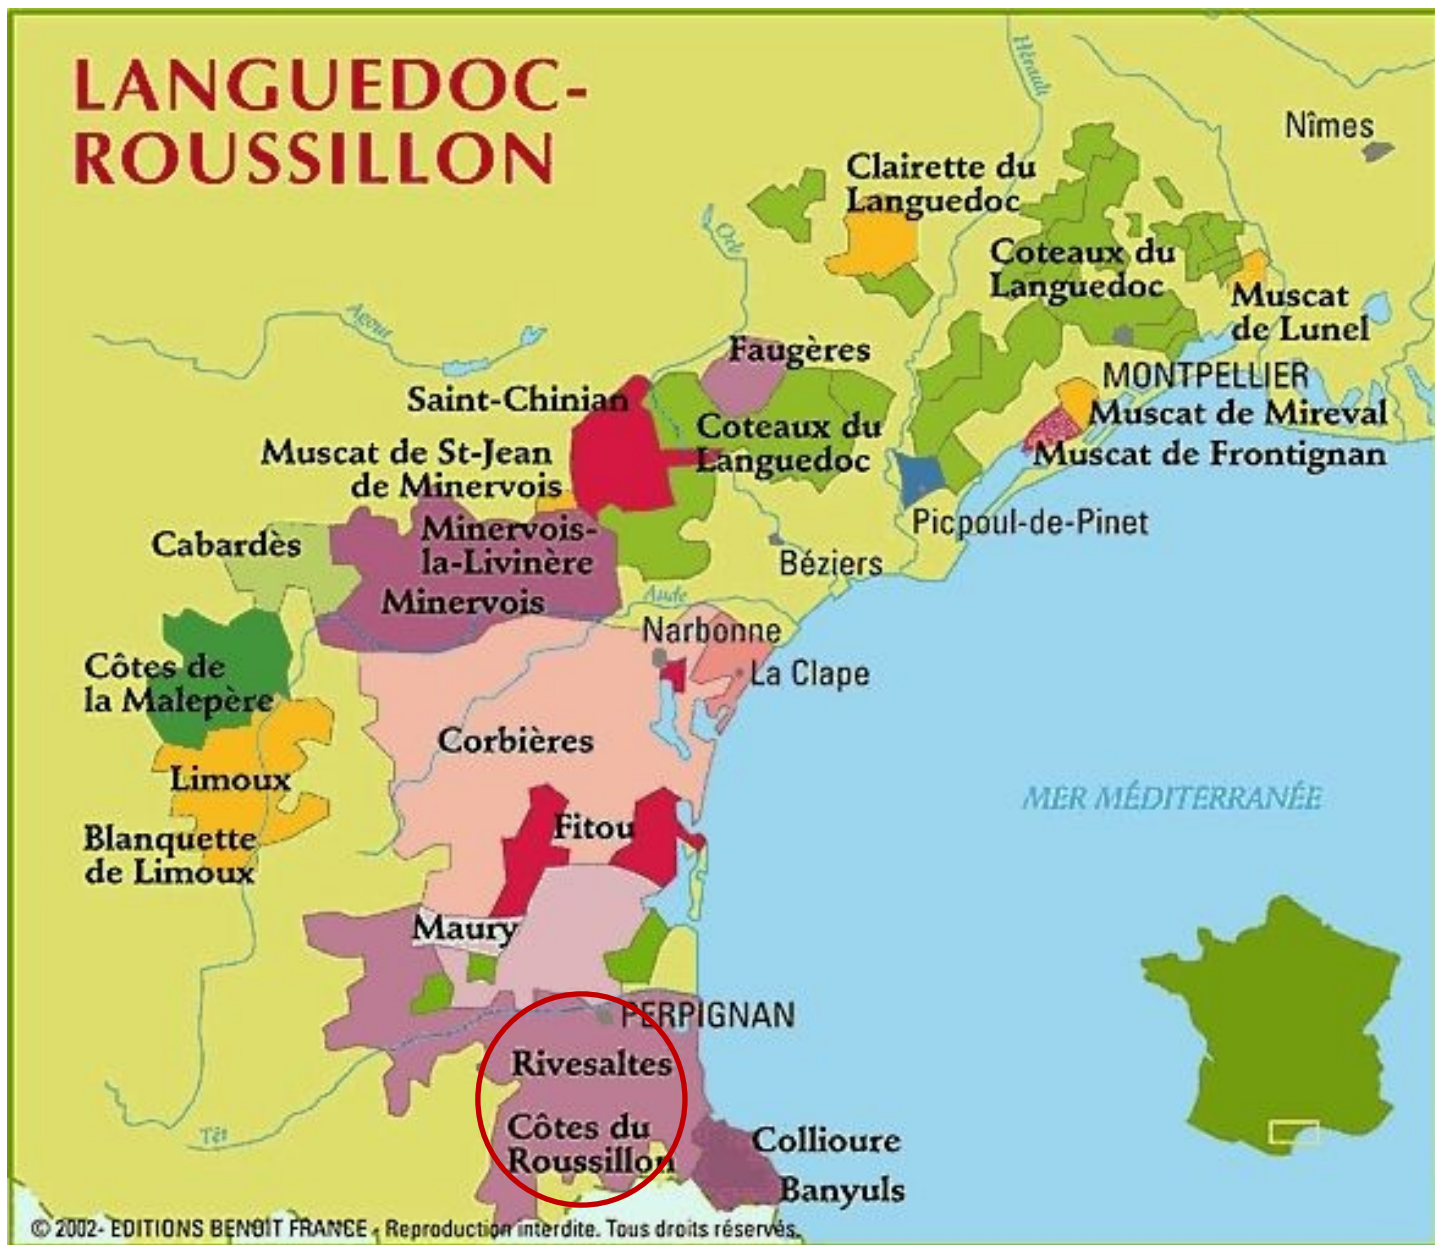 LANGUEDOC-
ROUSSILLON
Hérault
Nîmes
Clairette du
Languedoc
Orb
Coteaux du
Languedoc
Muscat
de Lunel
Agout
Faugères
MONTPELLIER
Saint-Chinian
Muscat de Mireval
Coteaux du
Languedoc
Muscat de St-Jean
de Minervois
Muscat de Frontignan
Picpoul-de-Pinet
Cabardès
Minervois-
la-Livinère
Béziers
Minervois
Aude
Narbonne
Côtes de
la Malepère
La Clape
Corbières
Limoux
MER MÉDITERRANÉE
Fitou
Blanquette
de Limoux
Maury
PERPIGNAN
Rivesaltes
Côtes du
Roussillon
Têt
Collioure
Banyuls
© 2002- EDITIONS BENOÎT FRANCE - Reproduction interdite. Tous droits réservés.